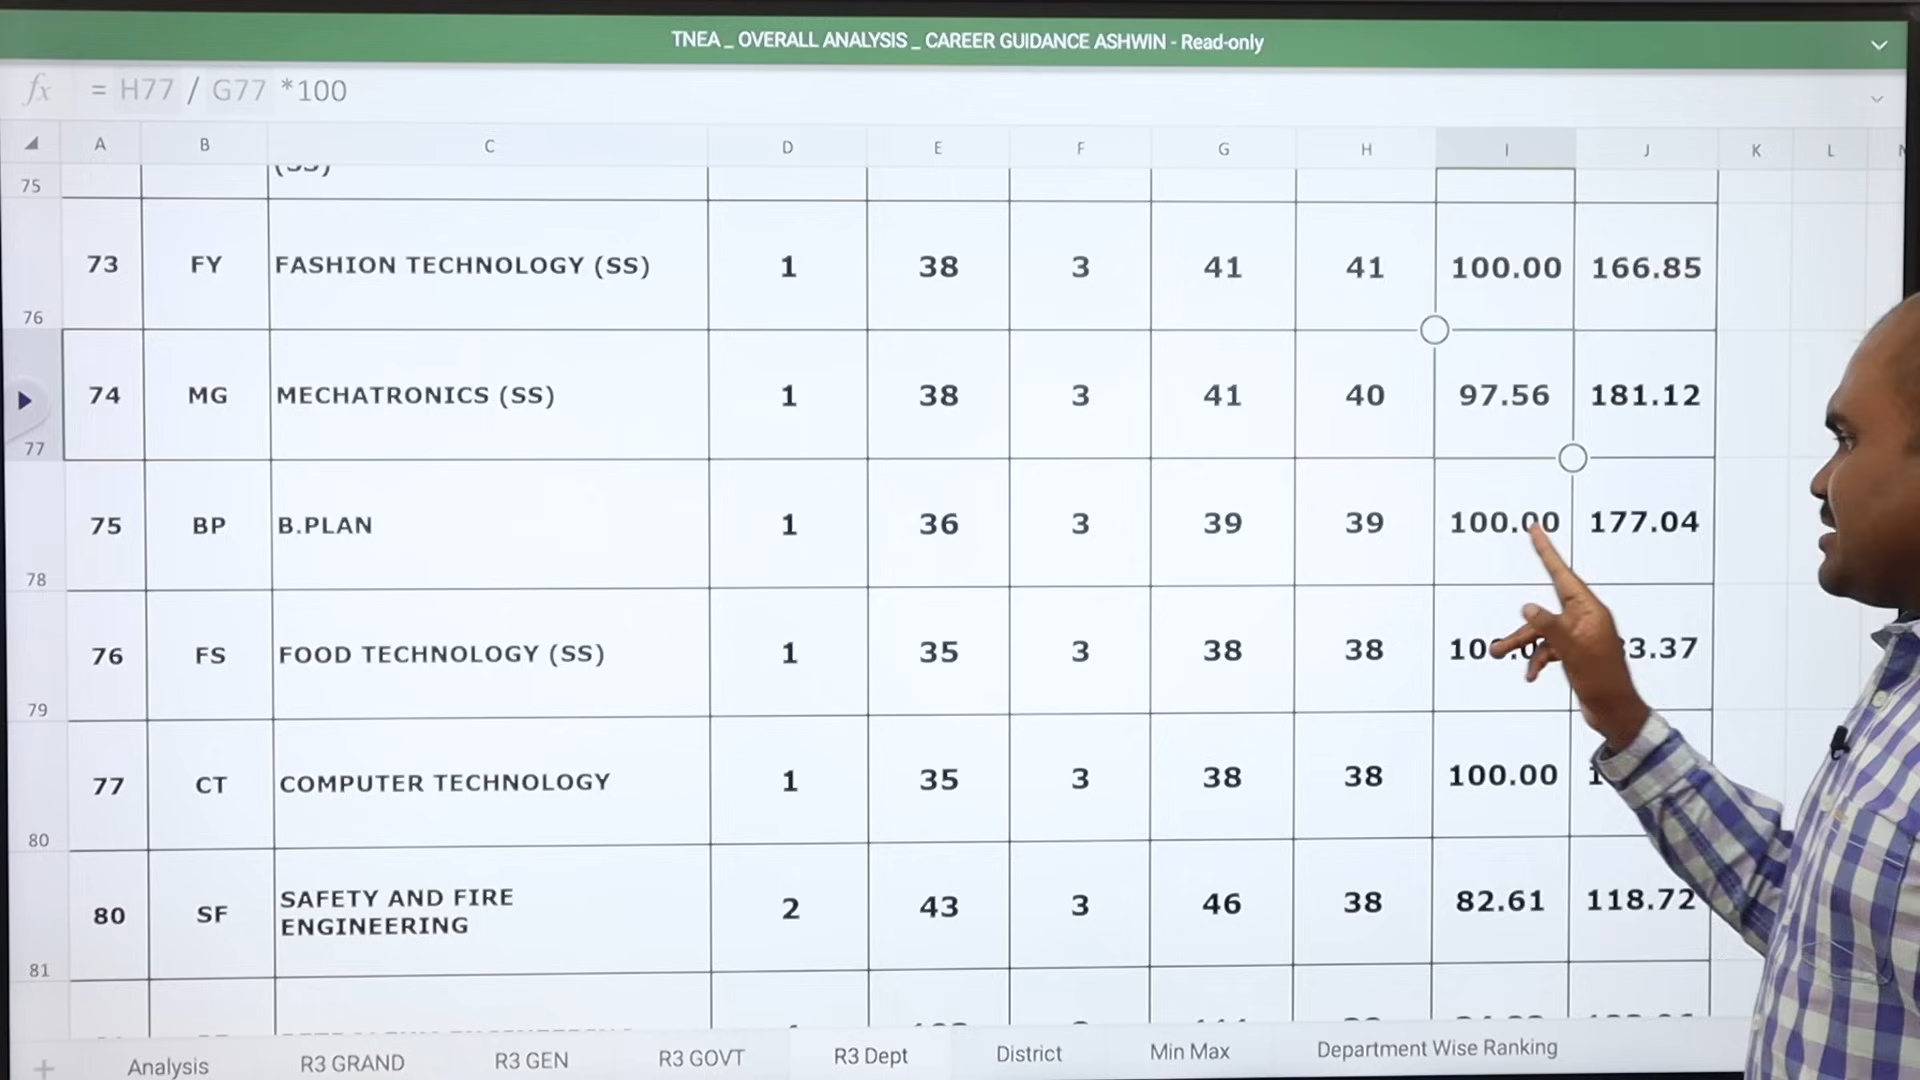 TNEA _ OVERALL ANALYSIS _ CAREER GUIDANCE ASHWIN - Read-only
fx = H77 / G77 *100
A B C D E F G H I J K L
75
73 FY FASHION TECHNOLOGY (SS) 1 38 3 41 41 100.00 166.85
76
74 MG MECHATRONICS (SS) 1 38 3 41 40 97.56 181.12
77
75 BP B.PLAN 1 36 3 39 39 100.00 177.04
78
76 FS FOOD TECHNOLOGY (SS) 1 35 3 38 38
79
77 CT COMPUTER TECHNOLOGY 1 35 3 38 38 100.00
80
80 SF SAFETY AND FIRE ENGINEERING 2 43 3 46 38 82.61 118.72
81
Analysis R3 GRAND R3 GEN R3 GOVT R3 Dept District Min Max Department Wise Ranking